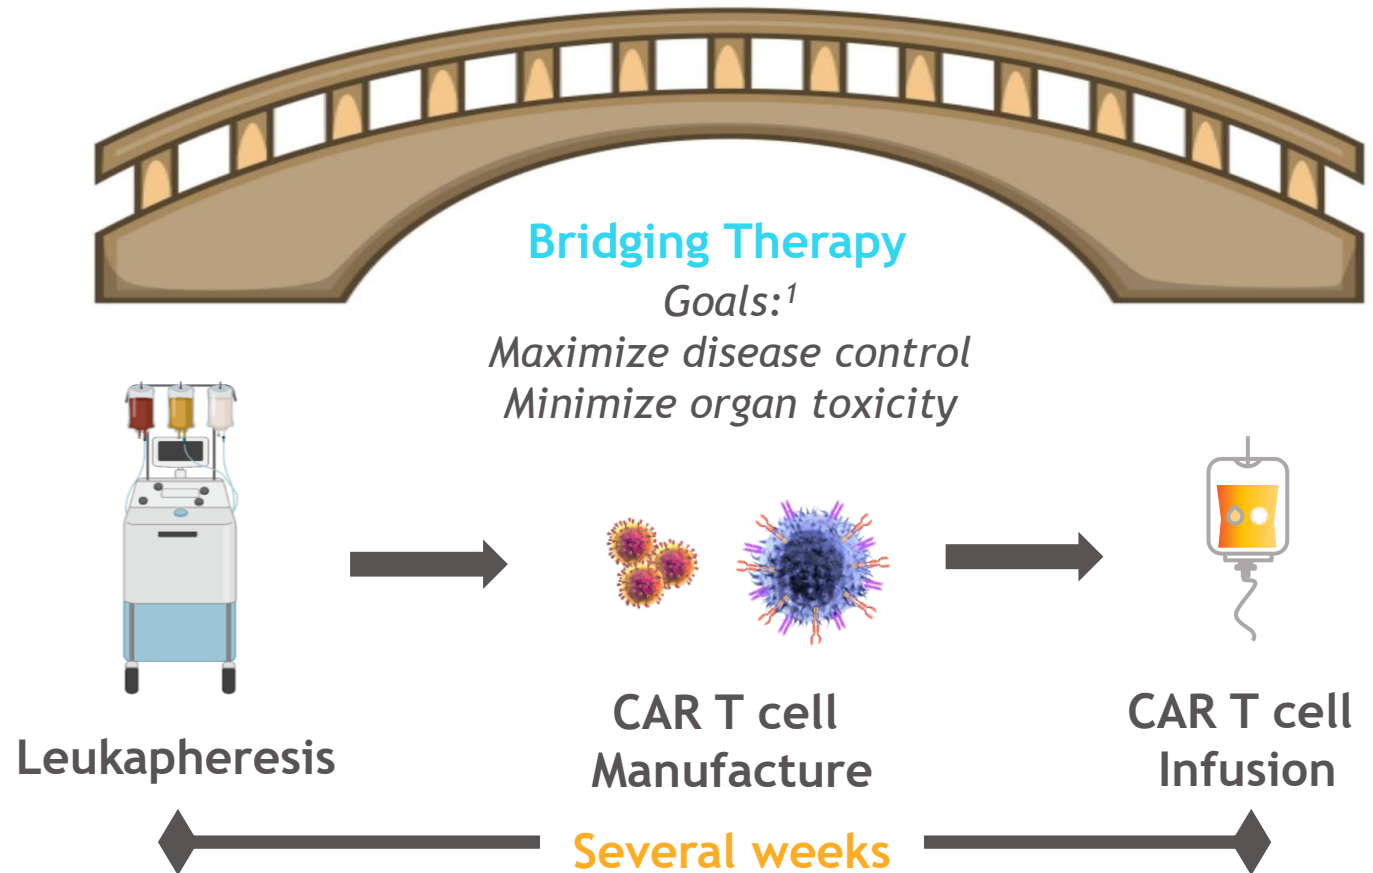 Bridging Therapy
Goals:1
Maximize disease control
Minimize organ toxicity
Leukapheresis
CAR T cell
Manufacture
CAR T cell
Infusion
Several weeks